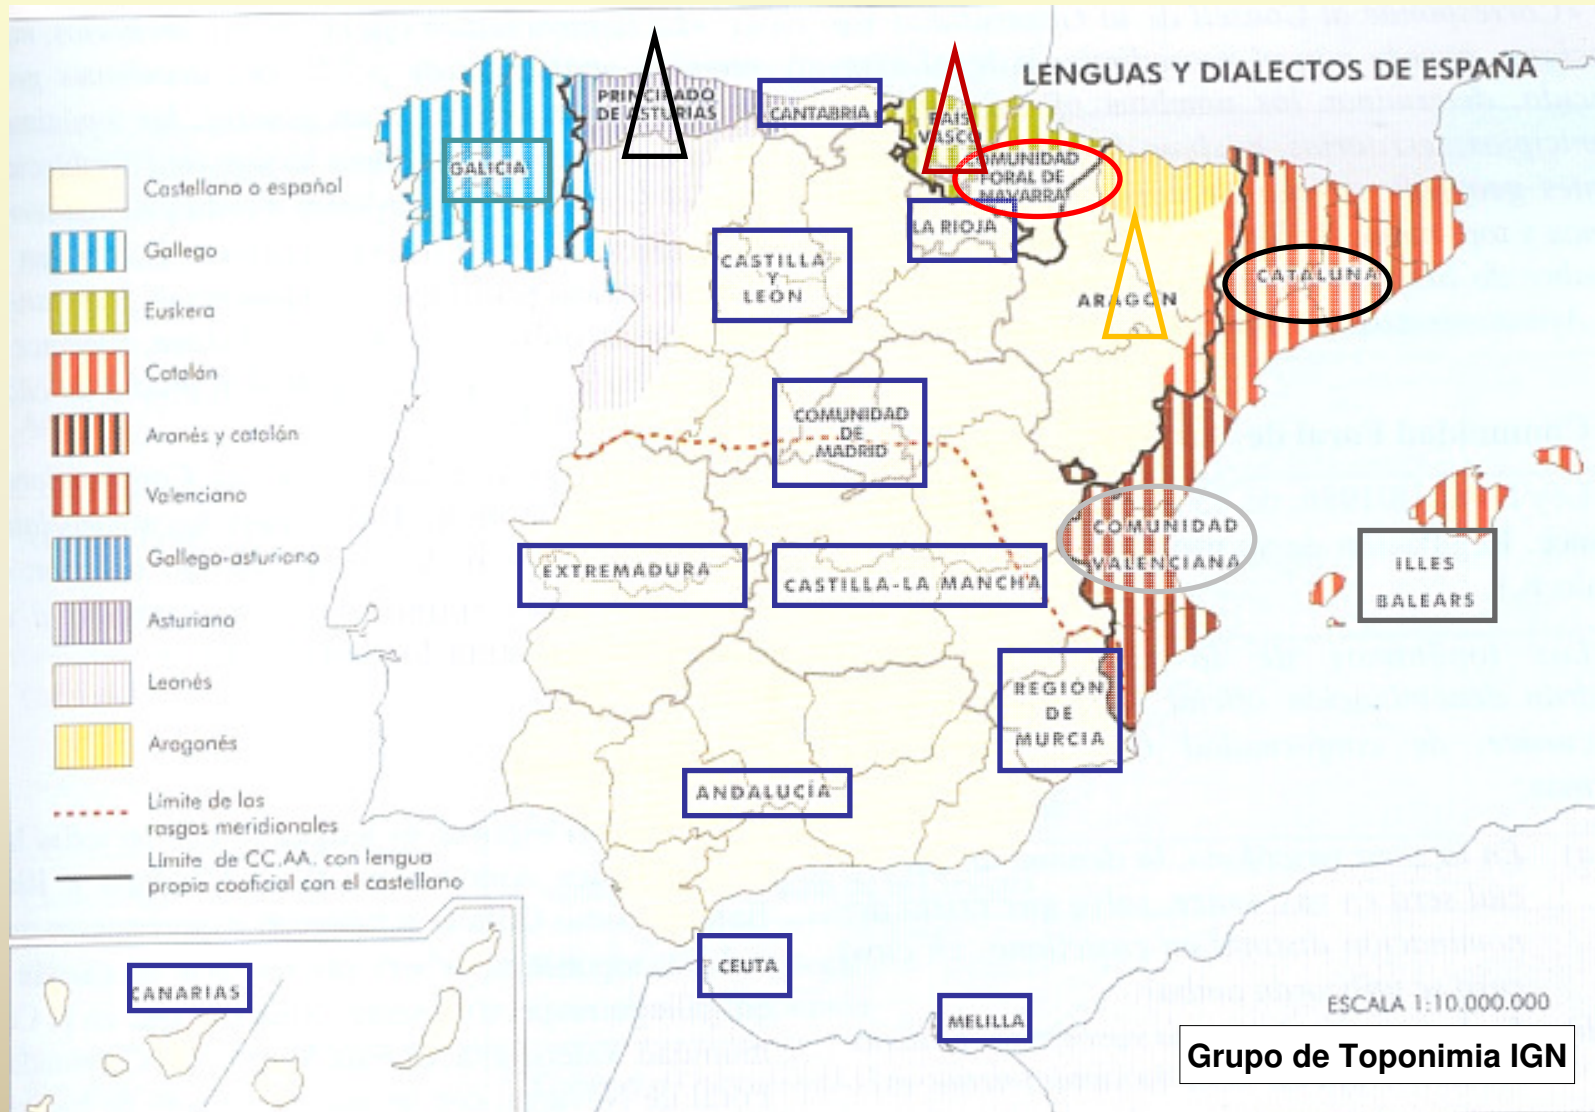 LENGUAS Y DIALECTOS DE ESPAÑA
Castellano o español
Gallego
Euskera
Catalán
Aranés y catalán
Valenciano
Gallego-asturiano
Asturiano
Leonés
Aragonés
Límite de los
rasgos meridionales
Límite de CC.AA. con lengua
propia cooficial con el castellano
GALICIA
PRINCIPADO
DE ASTURIAS
CANTABRIA
PAIS
VASCO
COMUNIDAD
FORAL DE
NAVARRA
LA RIOJA
CASTILLA
Y
LEÓN
ARAGÓN
CATALUÑA
COMUNIDAD
DE
MADRID
COMUNIDAD
VALENCIANA
ILLES
BALEARS
EXTREMADURA
CASTILLA-LA MANCHA
REGIÓN
DE
MURCIA
ANDALUCÍA
CEUTA
MELILLA
CANARIAS
ESCALA 1:10.000.000
Grupo de Toponimia IGN